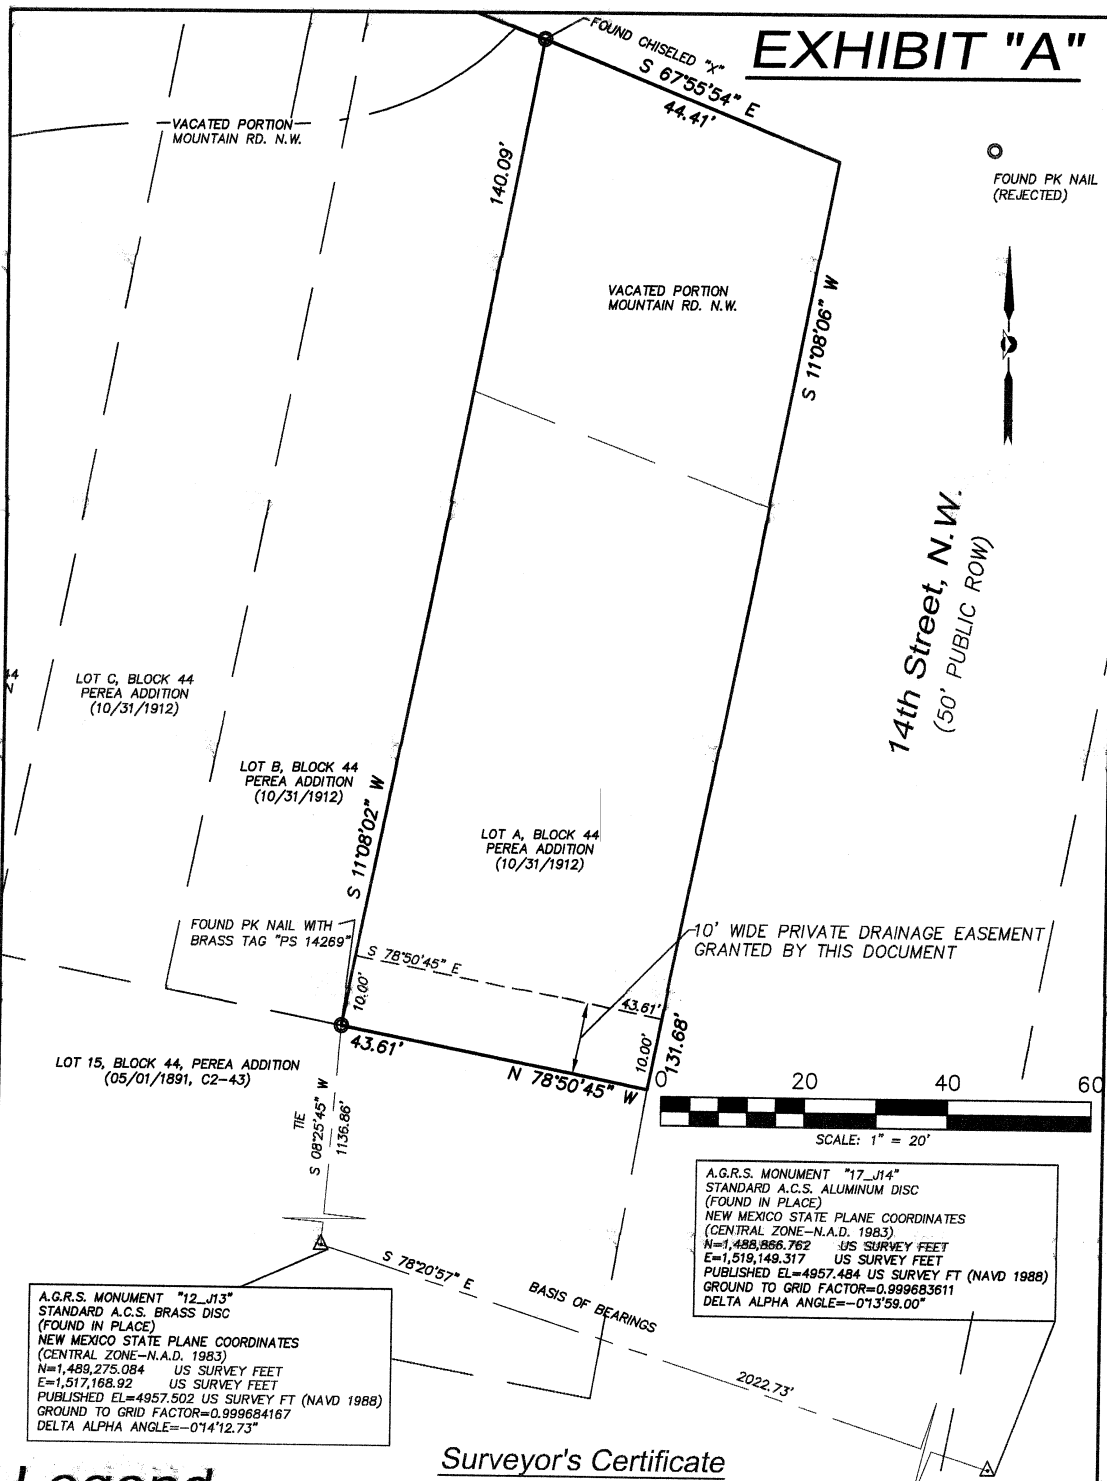 EXHIBIT "A"
FOUND CHISELED "X"
S 67°55'54" E
44.41'
VACATED PORTION
MOUNTAIN RD. N.W.
140.09'
FOUND PK NAIL
(REJECTED)
VACATED PORTION
MOUNTAIN RD. N.W.
S 11°08'06" W
14th Street, N.W.
(50' PUBLIC ROW)
44
N
LOT C, BLOCK 44
PEREA ADDITION
(10/31/1912)
LOT B, BLOCK 44
PEREA ADDITION
(10/31/1912)
S 11°08'02" W
LOT A, BLOCK 44
PEREA ADDITION
(10/31/1912)
FOUND PK NAIL WITH
BRASS TAG "PS 14269"
10' WIDE PRIVATE DRAINAGE EASEMENT
GRANTED BY THIS DOCUMENT
S 78°50'45" E
43.61'
10.00'
10.00'
131.68'
43.61'
N 78°50'45" W
LOT 15, BLOCK 44, PEREA ADDITION
(05/01/1891, C2-43)
TIE
S 08°25'45" W
1136.86'
0 20 40 60
SCALE: 1" = 20'
A.G.R.S. MONUMENT "17_J14"
STANDARD A.C.S. ALUMINUM DISC
(FOUND IN PLACE)
NEW MEXICO STATE PLANE COORDINATES
(CENTRAL ZONE-N.A.D. 1983)
N=1,488,866.762 US SURVEY FEET
E=1,519,149.317 US SURVEY FEET
PUBLISHED EL=4957.484 US SURVEY FT (NAVD 1988)
GROUND TO GRID FACTOR=0.999683611
DELTA ALPHA ANGLE=-0°13'59.00"
S 78°20'57" E
BASIS OF BEARINGS
2022.73'
A.G.R.S. MONUMENT "12_J13"
STANDARD A.C.S. BRASS DISC
(FOUND IN PLACE)
NEW MEXICO STATE PLANE COORDINATES
(CENTRAL ZONE-N.A.D. 1983)
N=1,489,275.084 US SURVEY FEET
E=1,517,168.92 US SURVEY FEET
PUBLISHED EL=4957.502 US SURVEY FT (NAVD 1988)
GROUND TO GRID FACTOR=0.999684167
DELTA ALPHA ANGLE=-0°14'12.73"
Surveyor's Certificate
Legend